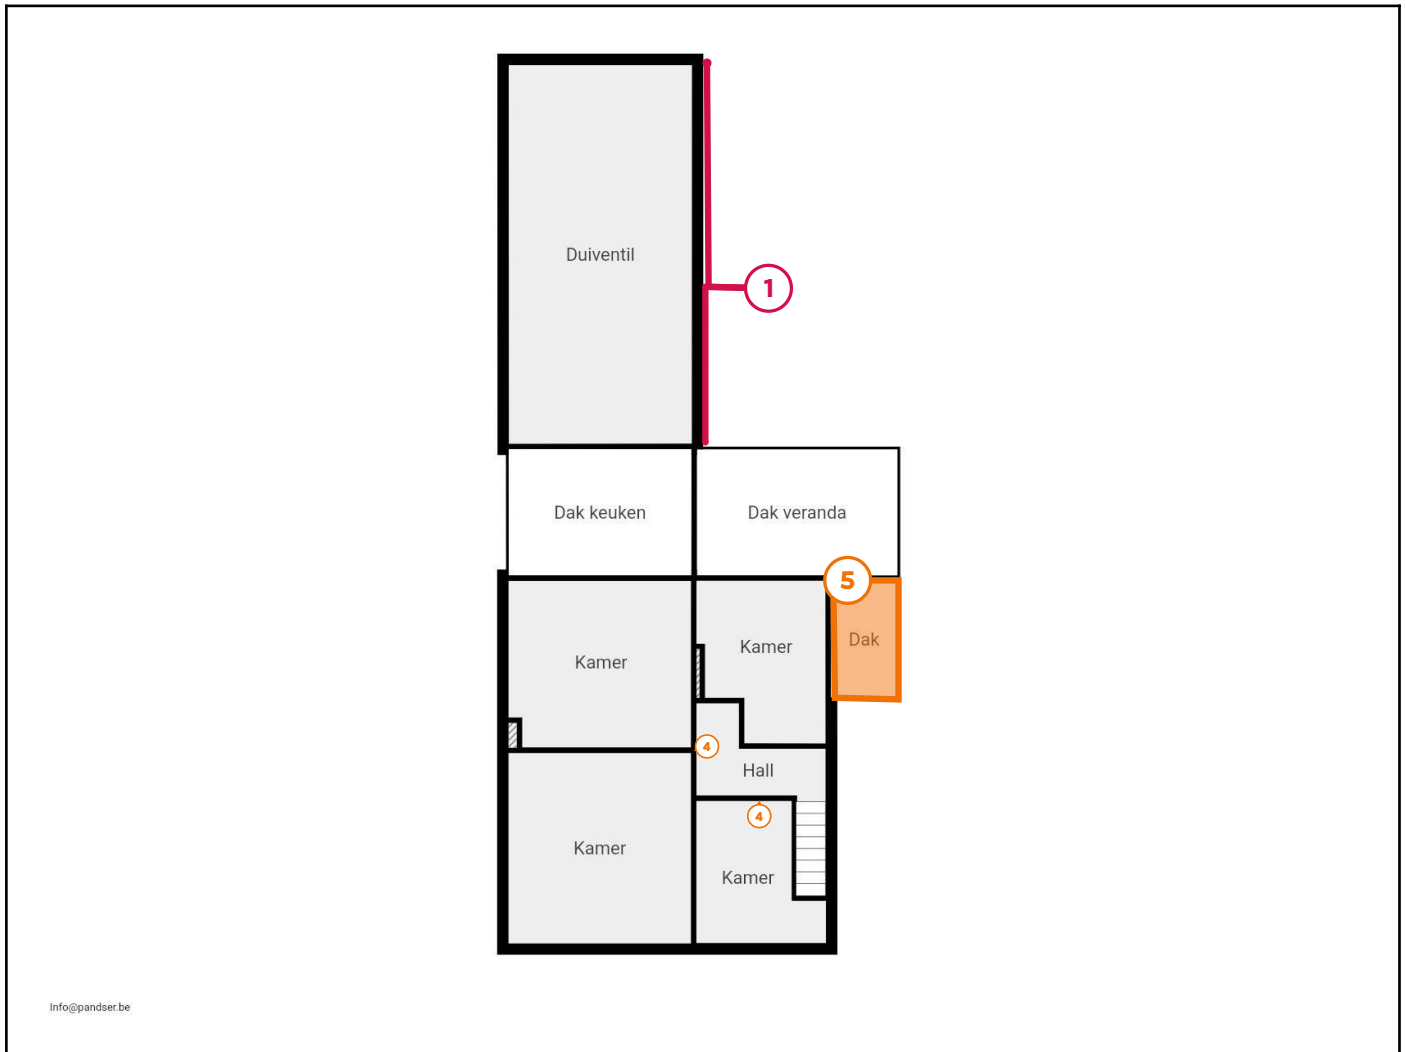 Duiventil
1
Dak keuken
Dak veranda
5
Dak
Kamer
Kamer
4
Hall
4
Kamer
Kamer
Info@pandser.be